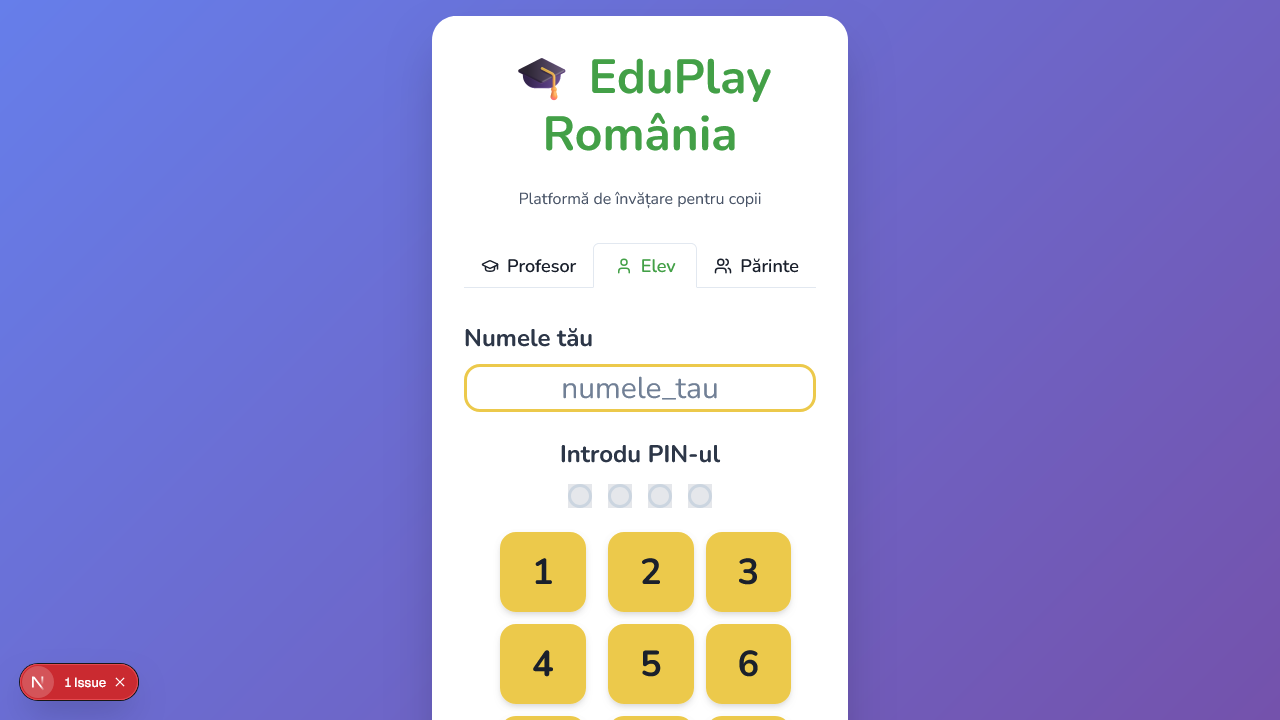 EduPlay
România
Platformă de învățare pentru copii
Profesor Elev Părinte
Numele tău
numele_tau
Introdu PIN-ul
1 2 3
4 5 6
N 1 Issue